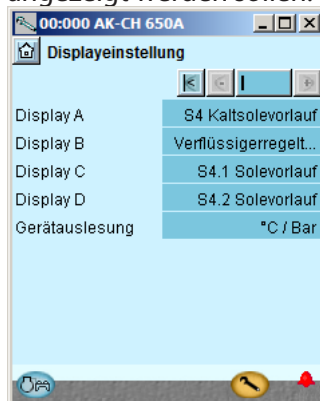 angezeigt werden sollen.
00:000 AK-CH 650A
Displayeinstellung
Display A S4 Kaltsolevorlauf
Display B Verflüssigerregelt...
Display C S4.1 Solevorlauf
Display D S4.2 Solevorlauf
Gerätauslesung °C / Bar